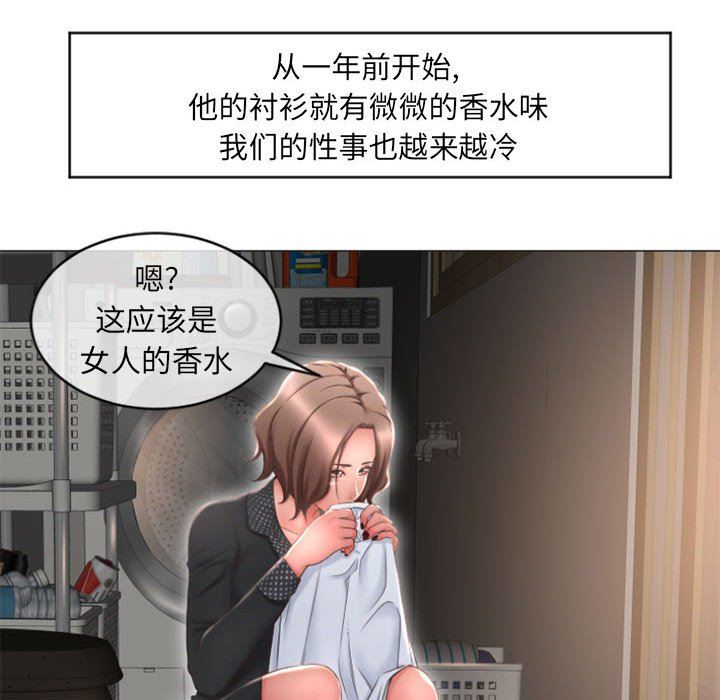 从一年前开始,
他的衬衫就有微微的香水味
我们的性事也越来越冷
嗯?
这应该是
女人的香水